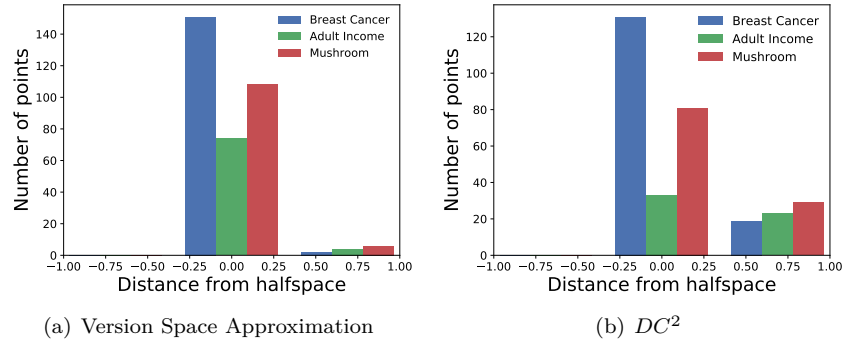 Breast Cancer
Adult Income
Mushroom
Number of points
140
120
100
80
60
40
20
0
−1.00 −0.75 −0.50 −0.25 0.00 0.25 0.50 0.75 1.00
Distance from halfspace
(a) Version Space Approximation
Breast Cancer
Adult Income
Mushroom
Number of points
120
100
80
60
40
20
0
−1.00 −0.75 −0.50 −0.25 0.00 0.25 0.50 0.75 1.00
Distance from halfspace
(b) DC²